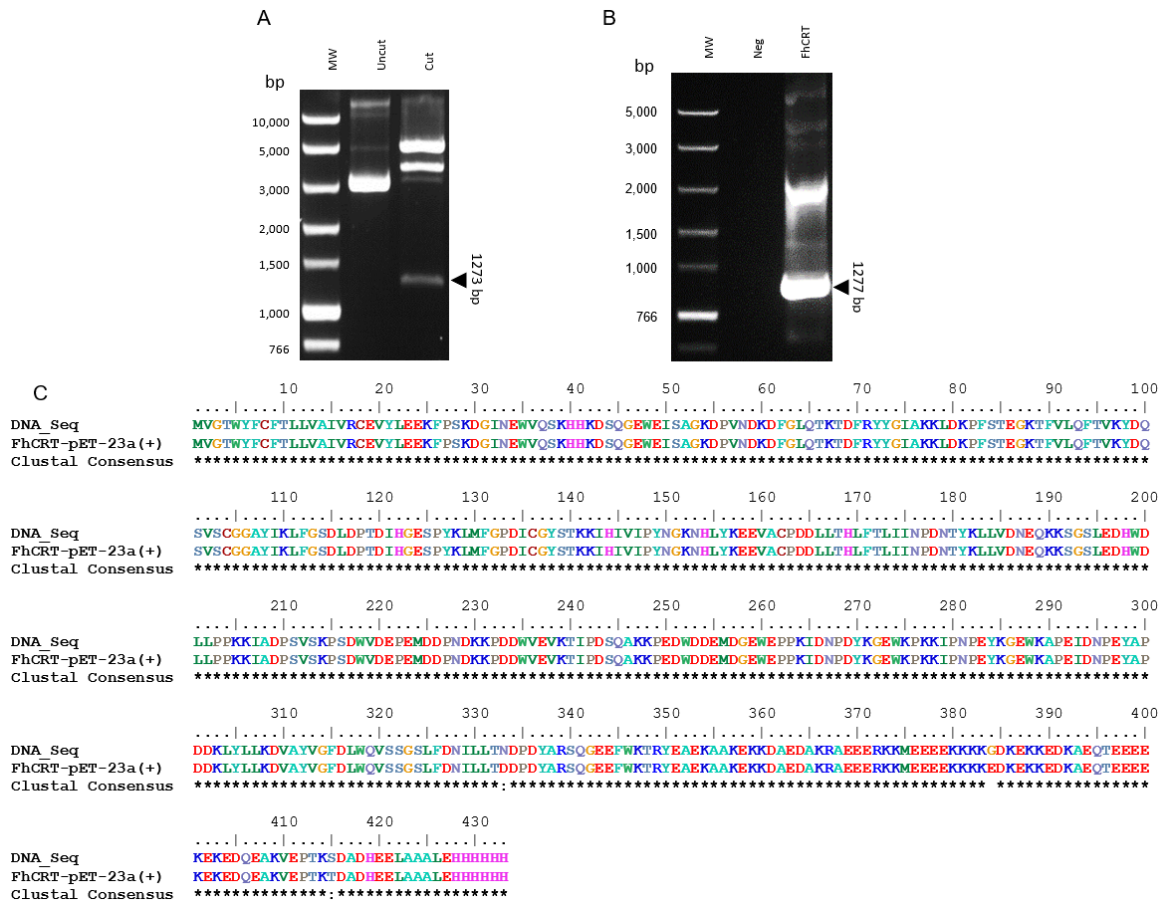 A
MW Uncut Cut
bp
10,000
5,000
3,000
2,000
1,500
1,000
766
1273 bp
B
MW Neg FhCRT
bp
5,000
3,000
2,000
1,500
1,000
766
1277 bp
C
10 20 30 40 50 60 70 80 90 100
DNA_Seq MVGTWYFCFTLLVAIVRCEVYLEEKFPSKDGINEWVQSKHHKDSQGEWEISAGKDPVNDKDFGLQTKTDFRYYGIAKKLDKPFSTEGKTFVLQFTVKYDQ
FhCRT-pET-23a(+) MVGTWYFCFTLLVAIVRCEVYLEEKFPSKDGINEWVQSKHHKDSQGEWEISAGKDPVNDKDFGLQTKTDFRYYGIAKKLDKPFSTEGKTFVLQFTVKYDQ
Clustal Consensus ****************************************************************************************************
110 120 130 140 150 160 170 180 190 200
DNA_Seq SVSCGGAYIKLFGSDLDPTDIHGESPYKLMFGPDICGYSTKKIHIVIPYNGKNHLYKEEVACPDDLLTHLFTLIINPDNTYKLLVDNEQKKSGSLEDHWD
FhCRT-pET-23a(+) SVSCGGAYIKLFGSDLDPTDIHGESPYKLMFGPDICGYSTKKIHIVIPYNGKNHLYKEEVACPDDLLTHLFTLIINPDNTYKLLVDNEQKKSGSLEDHWD
Clustal Consensus ****************************************************************************************************
210 220 230 240 250 260 270 280 290 300
DNA_Seq LLPPKKIADPSVSKPSDWVDEPEMDDPNDKKPDDWVEVKTIPDSQAKKPEDWDDEMDGEWEPPKIDNPDYKGEWKPKKIPNPEYKGEWKAPEIDNPEYAP
FhCRT-pET-23a(+) LLPPKKIADPSVSKPSDWVDEPEMDDPNDKKPDDWVEVKTIPDSQAKKPEDWDDEMDGEWEPPKIDNPDYKGEWKPKKIPNPEYKGEWKAPEIDNPEYAP
Clustal Consensus ****************************************************************************************************
310 320 330 340 350 360 370 380 390 400
DNA_Seq DDKLYLLKDVAYVGFDLWQVSSGSLFDNILLTNDPDYARSQGEEFWKTRYEAEKAAKEKKDAEDAKRAEEERKKMEEEEKKKKGDKEKKEDKAEQTEEEE
FhCRT-pET-23a(+) DDKLYLLKDVAYVGFDLWQVSSGSLFDNILLTDDPDYARSQGEEFWKTRYEAEKAAKEKKDAEDAKRAEEERKKMEEEEKKKKEDKEKKEDKAEQTEEEE
Clustal Consensus ********************************:************************************************** ****************
410 420 430
DNA_Seq KEKEDQEAKVEPTKSDADHEELAAALEHHHHHH
FhCRT-pET-23a(+) KEKEDQEAKVEPTKTDADHEELAAALEHHHHHH
Clustal Consensus **************:******************